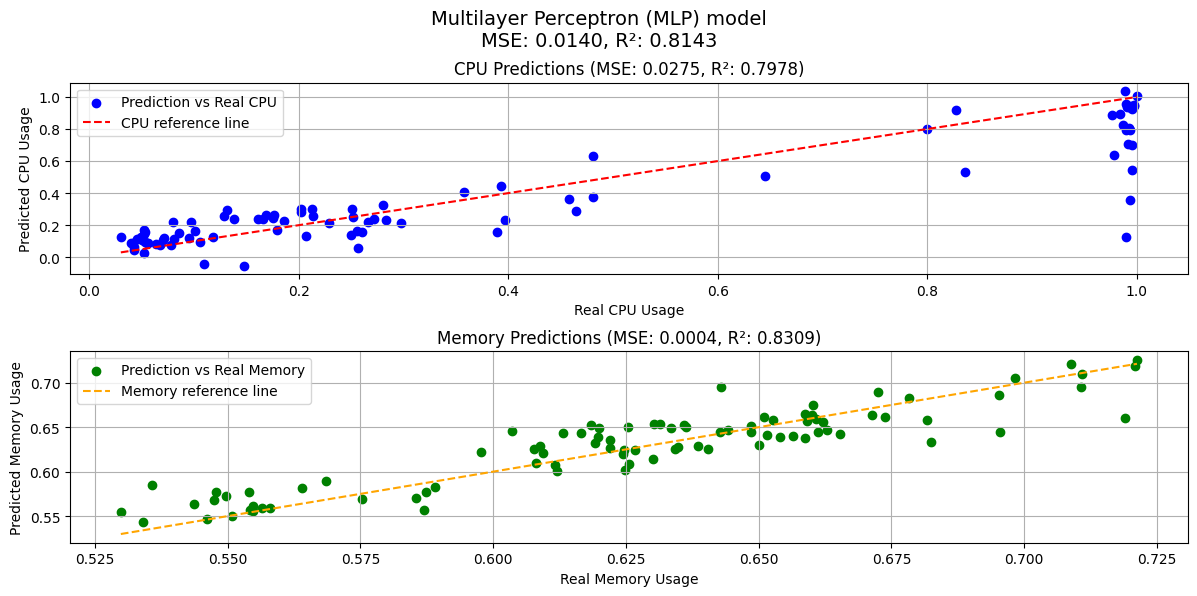 Multilayer Perceptron (MLP) model
MSE: 0.0140, R²: 0.8143
CPU Predictions (MSE: 0.0275, R²: 0.7978)
Prediction vs Real CPU
CPU reference line
Predicted CPU Usage
1.0
0.8
0.6
0.4
0.2
0.0
0.0 0.2 0.4 0.6 0.8 1.0
Real CPU Usage
Memory Predictions (MSE: 0.0004, R²: 0.8309)
Prediction vs Real Memory
Memory reference line
Predicted Memory Usage
0.70
0.65
0.60
0.55
0.525 0.550 0.575 0.600 0.625 0.650 0.675 0.700 0.725
Real Memory Usage